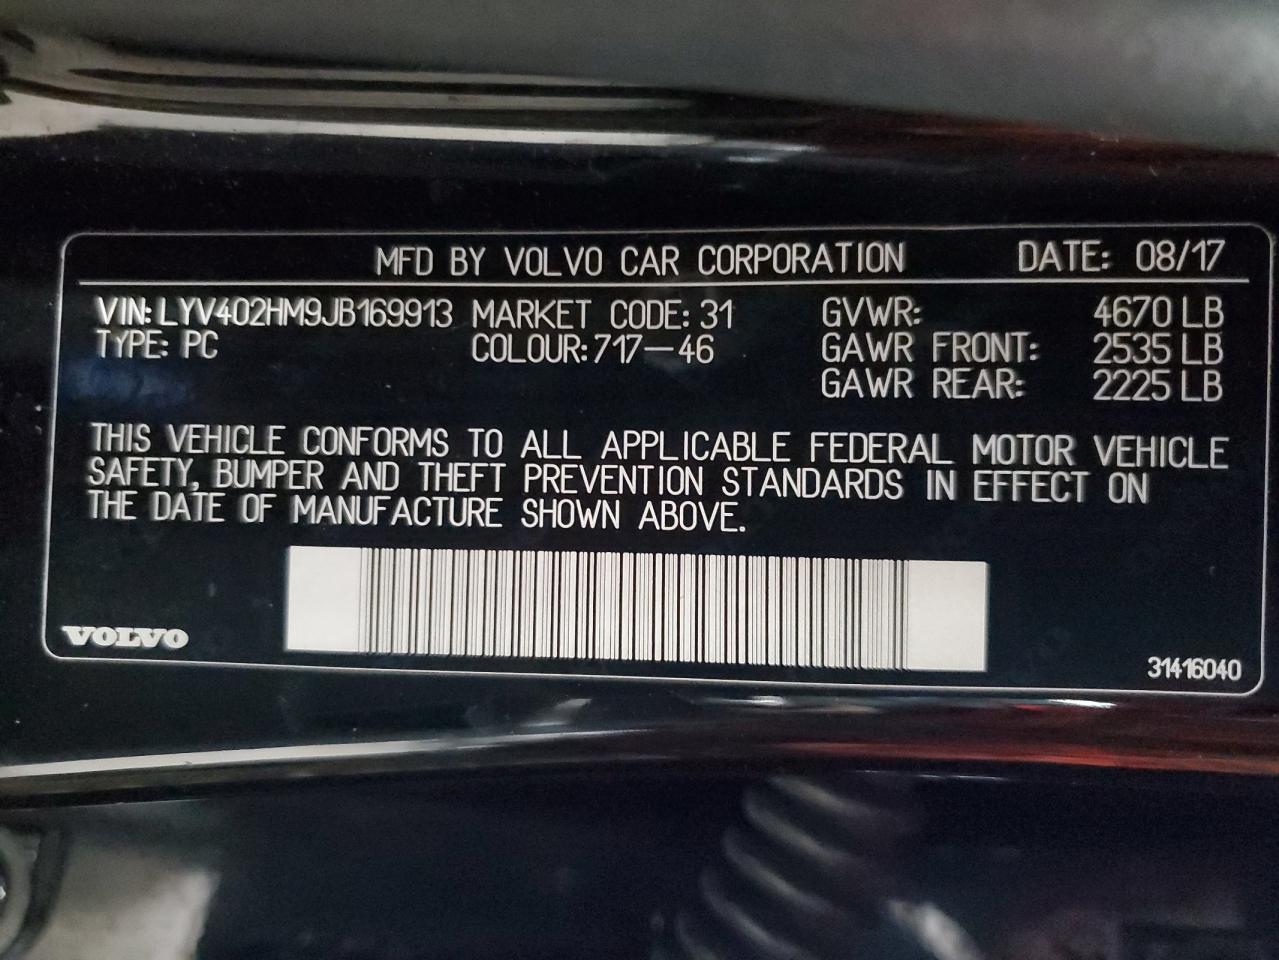 MFD BY VOLVO CAR CORPORATION DATE: 08/17
VIN: LYV402HM9JB169913 MARKET CODE: 31 GVWR: 4670 LB
TYPE: PC COLOUR: 717-46 GAWR FRONT: 2535 LB
GAWR REAR: 2225 LB
THIS VEHICLE CONFORMS TO ALL APPLICABLE FEDERAL MOTOR VEHICLE
SAFETY, BUMPER AND THEFT PREVENTION STANDARDS IN EFFECT ON
THE DATE OF MANUFACTURE SHOWN ABOVE.
VOLVO
31416040